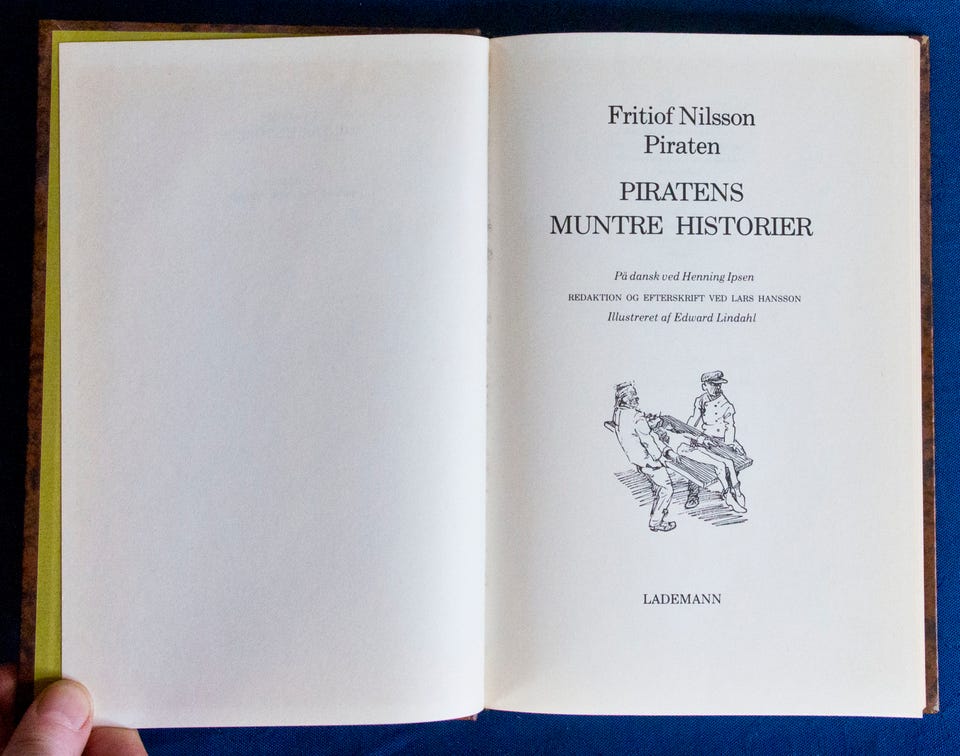 Fritiof Nilsson
Piraten
PIRATENS
MUNTRE HISTORIER
På dansk ved Henning Ipsen
REDAKTION OG EFTERSKRIFT VED LARS HANSSON
Illustreret af Edward Lindahl
LADEMANN